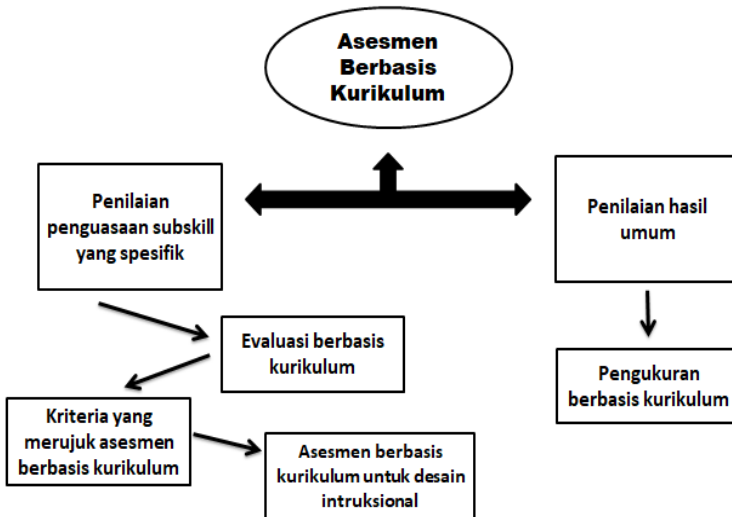 Asesmen
Berbasis
Kurikulum
Penilaian
penguasaan subskill
yang spesifik
Penilaian hasil
umum
Evaluasi berbasis
kurikulum
Pengukuran
berbasis kurikulum
Kriteria yang
merujuk asesmen
berbasis kurikulum
Asesmen berbasis
kurikulum untuk desain
intruksional